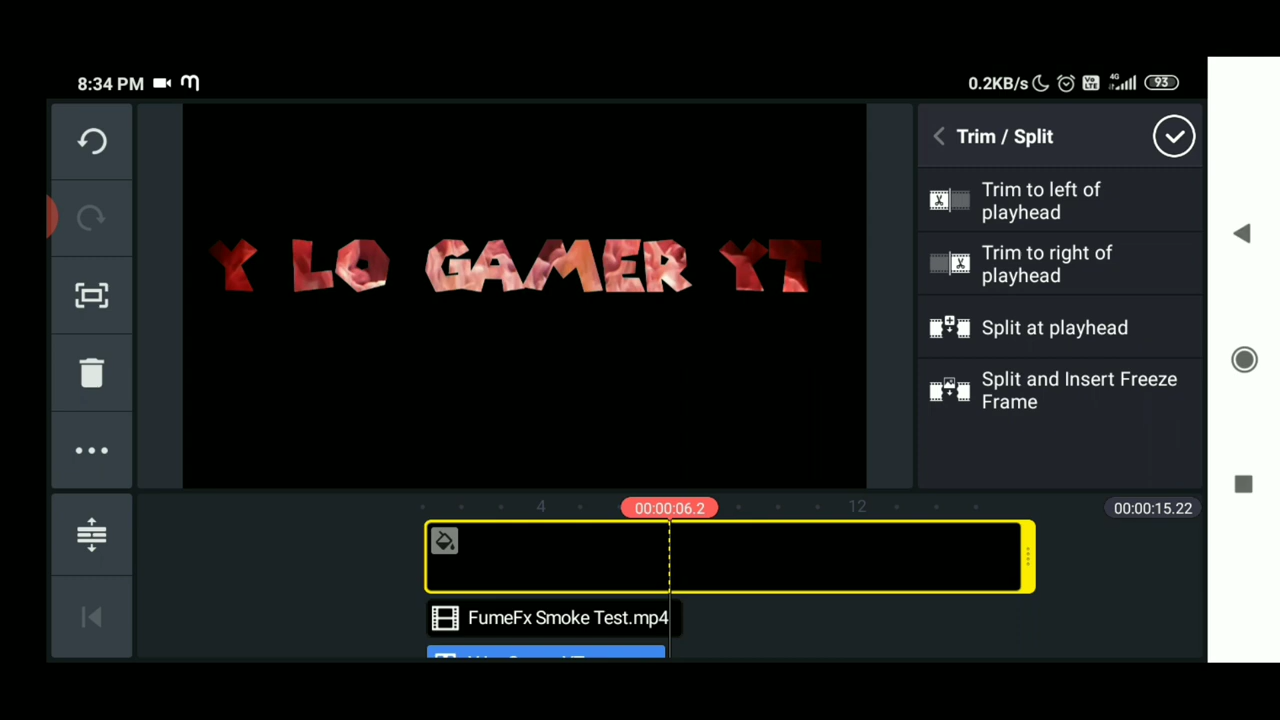 8:34 PM
0.2KB/s 4G 93
Trim / Split
Trim to left of
playhead
Trim to right of
playhead
Split at playhead
Split and Insert Freeze
Frame
Y LO GAMER YT
4
00:00:06.2
12
00:00:15.22
FumeFx Smoke Test.mp4